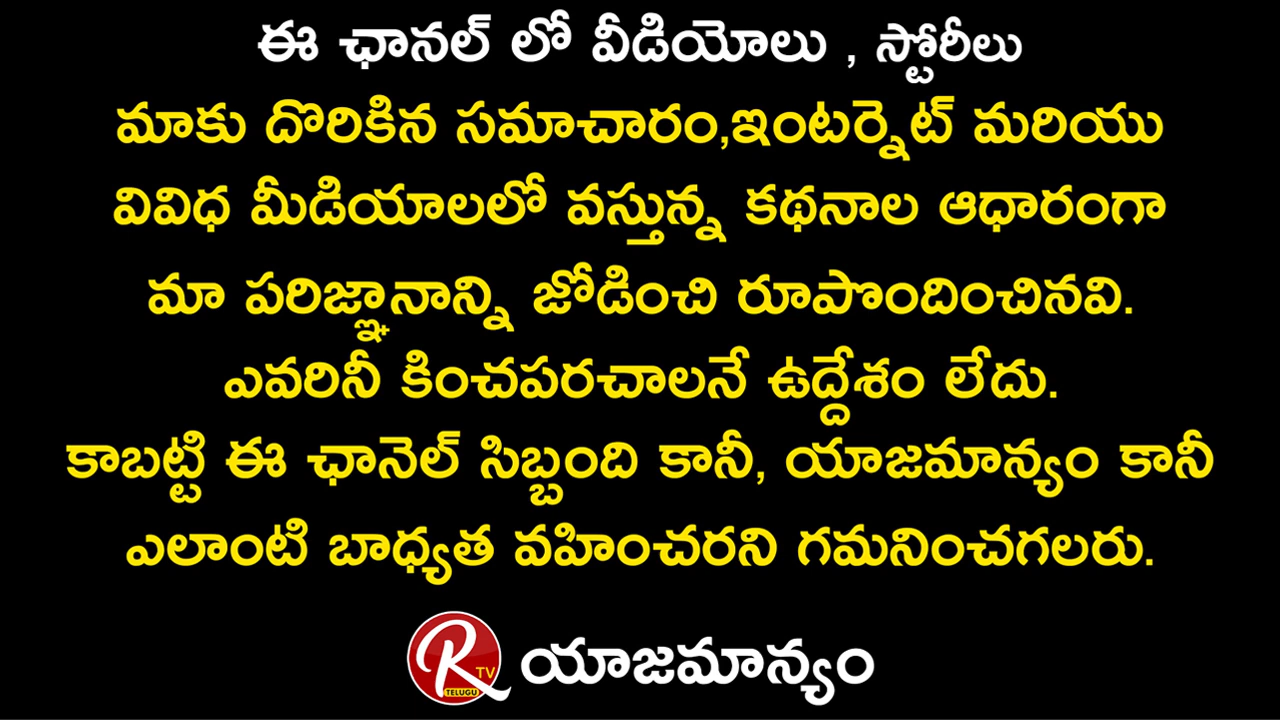 ఈ ఛానల్ లో వీడియోలు , స్టోరీలు
మాకు దొరికిన సమాచారం,ఇంటర్నెట్ మరియు
వివిధ మీడియాలలో వస్తున్న కథనాల ఆధారంగా
మా పరిజ్ఞానాన్ని జోడించి రూపొందించినవి.
ఎవరినీ కించపరచాలనే ఉద్దేశం లేదు.
కాబట్టి ఈ ఛానెల్ సిబ్బంది కానీ, యాజమాన్యం కానీ
ఎలాంటి బాధ్యత వహించరని గమనించగలరు.
R TV TELUGU యాజమాన్యం